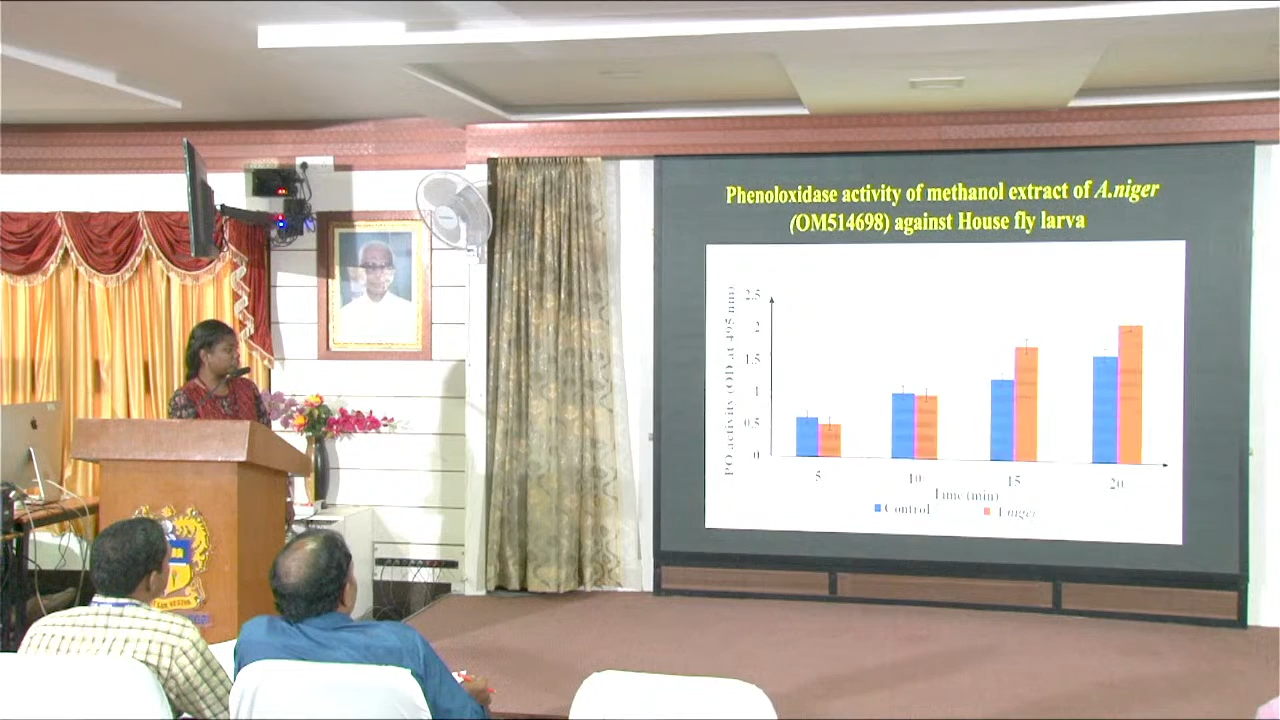 Phenoloxidase activity of methanol extract of A.niger
(OM514698) against House fly larva
PO activity (OD at 495 nm)
2.5
2
1.5
1
0.5
0
5 10 15 20
Time (min)
Control A niger